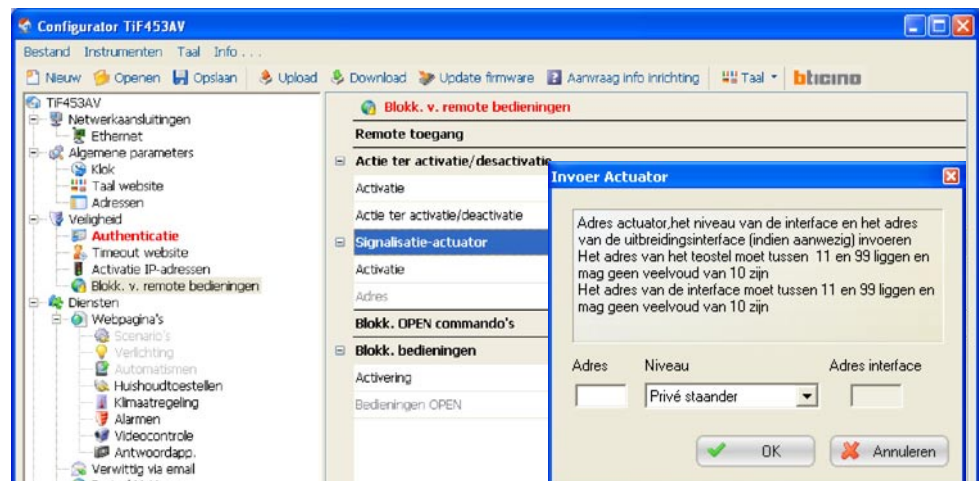 Configurator TiF453AV
Bestand Instrumenten Taal Info . . .
Nieuw Openen Opslaan Upload Download Update firmware Aanvraag info inrichting Taal bticino
TiF453AV
Netwerkaansluitingen
Ethernet
Algemene parameters
Klok
Taal website
Adressen
Veiligheid
Authenticatie
Timeout website
Activatie IP-adressen
Blokk. v. remote bedieningen
Diensten
Webpagina's
Scenario's
Verlichting
Automatismen
Huishoudtoestellen
Klimaatregeling
Alarmen
Videocontrole
Antwoordapp.
Verwittig via email
Blokk. v. remote bedieningen
Remote toegang
Actie ter activatie/desactivatie
Activatie
Actie ter activatie/deactivatie
Signalisatie-actuator
Activatie
Adres
Blokk. OPEN commando's
Blokk. bedieningen
Activering
Bedieningen OPEN
Invoer Actuator
Adres actuator,het niveau van de interface en het adres
van de uitbreidingsinterface (indien aanwezig) invoeren
Het adres van het teostel moet tussen 11 en 99 liggen en
mag geen veelvoud van 10 zijn
Het adres van de interface moet tussen 11 en 99 liggen en
mag geen veelvoud van 10 zijn
Adres Niveau Adres interface
Privé staander
OK Annuleren